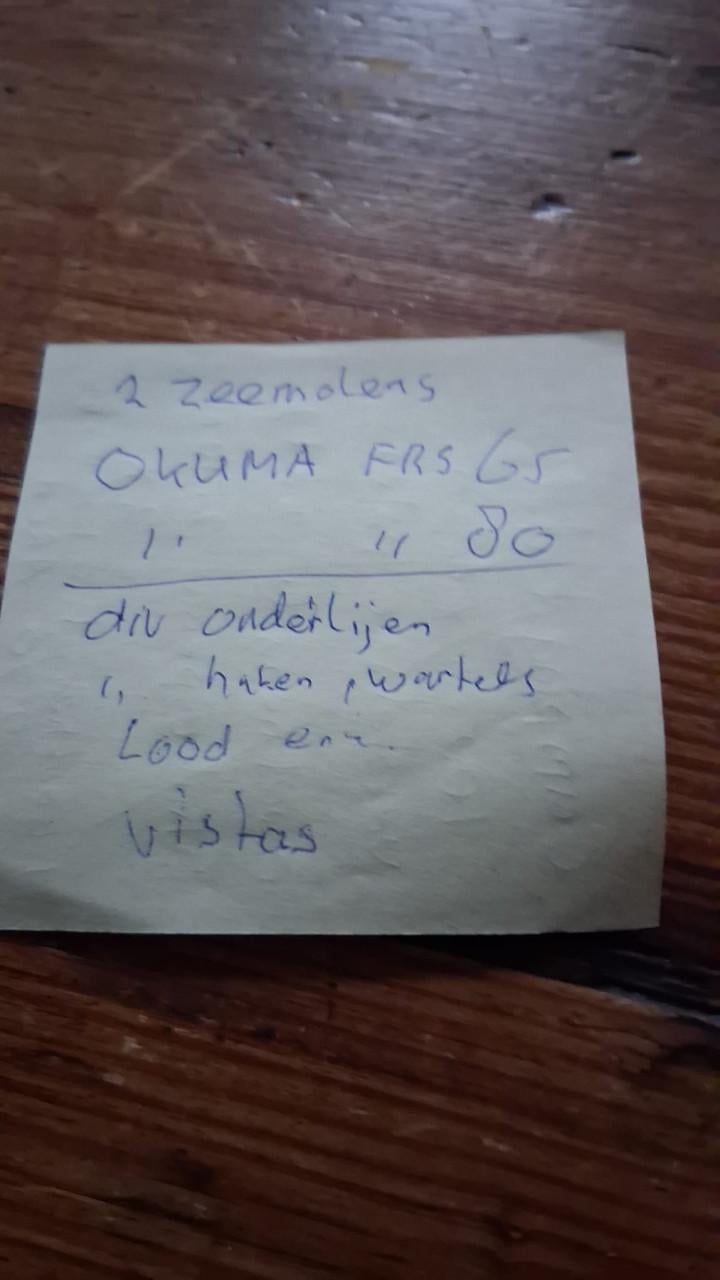 2 zeemolens
OKUMA FRS 65
" " 80
div onderlijen
" haken, wartels
Lood enz.
vistas